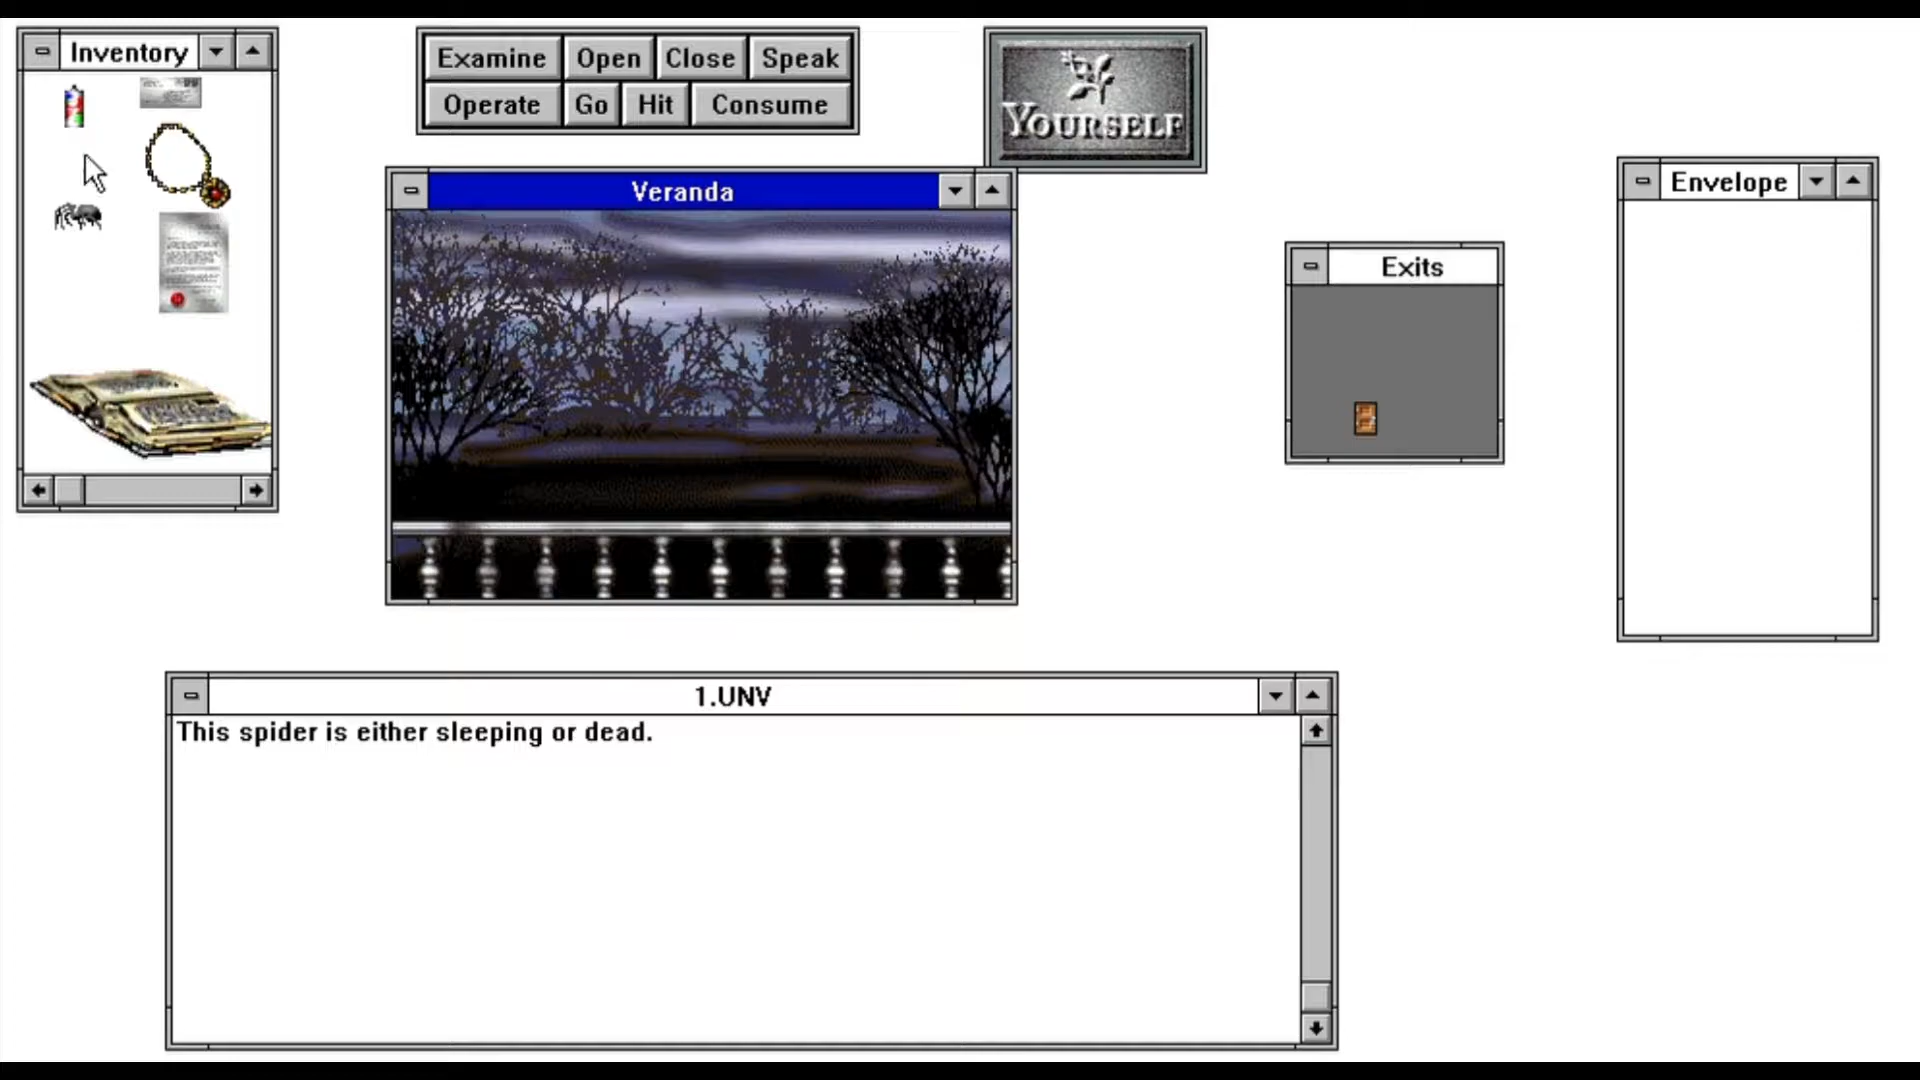 Inventory
Examine Open Close Speak
Operate Go Hit Consume
YOURSELF
Veranda
Exits
Envelope
1.UNV
This spider is either sleeping or dead.